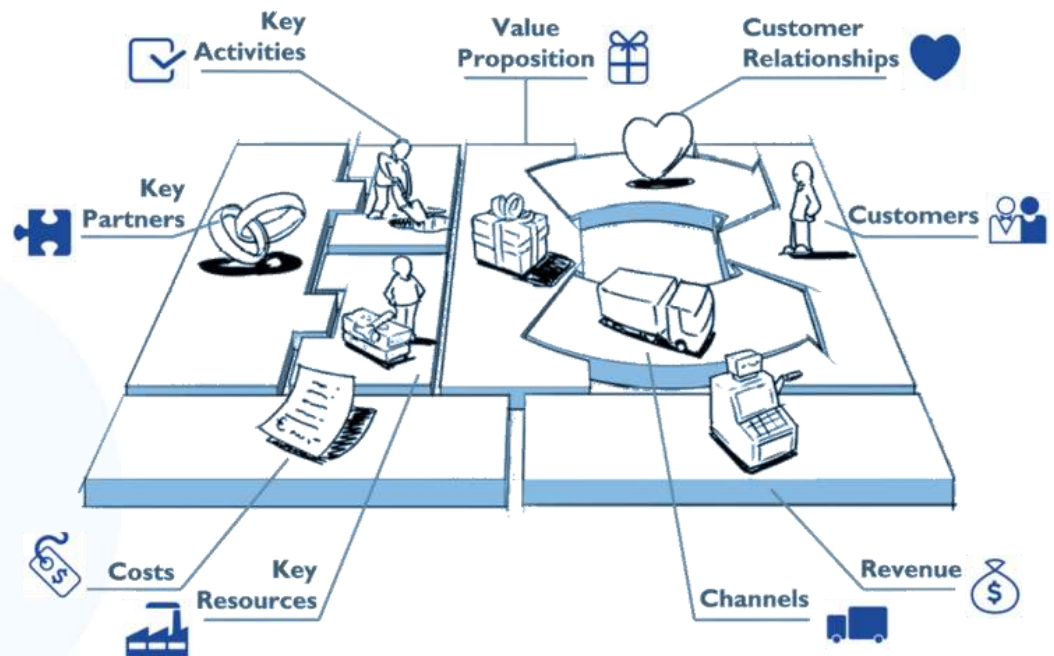 Key
Activities
Value
Proposition
Customer
Relationships
Key
Partners
Customers
Costs
Key
Resources
Channels
Revenue
$
$